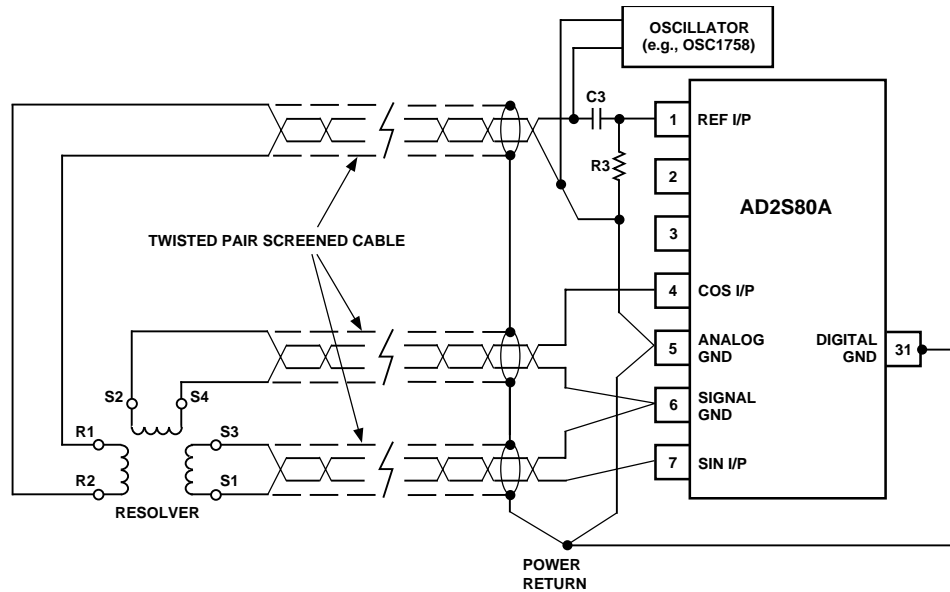 OSCILLATOR
(e.g., OSC1758)
C3
1
REF I/P
R3
2
AD2S80A
3
TWISTED PAIR SCREENED CABLE
4
COS I/P
5
ANALOG
GND
DIGITAL
GND
31
S2
S4
6
SIGNAL
GND
R1
S3
7
SIN I/P
R2
S1
RESOLVER
POWER
RETURN